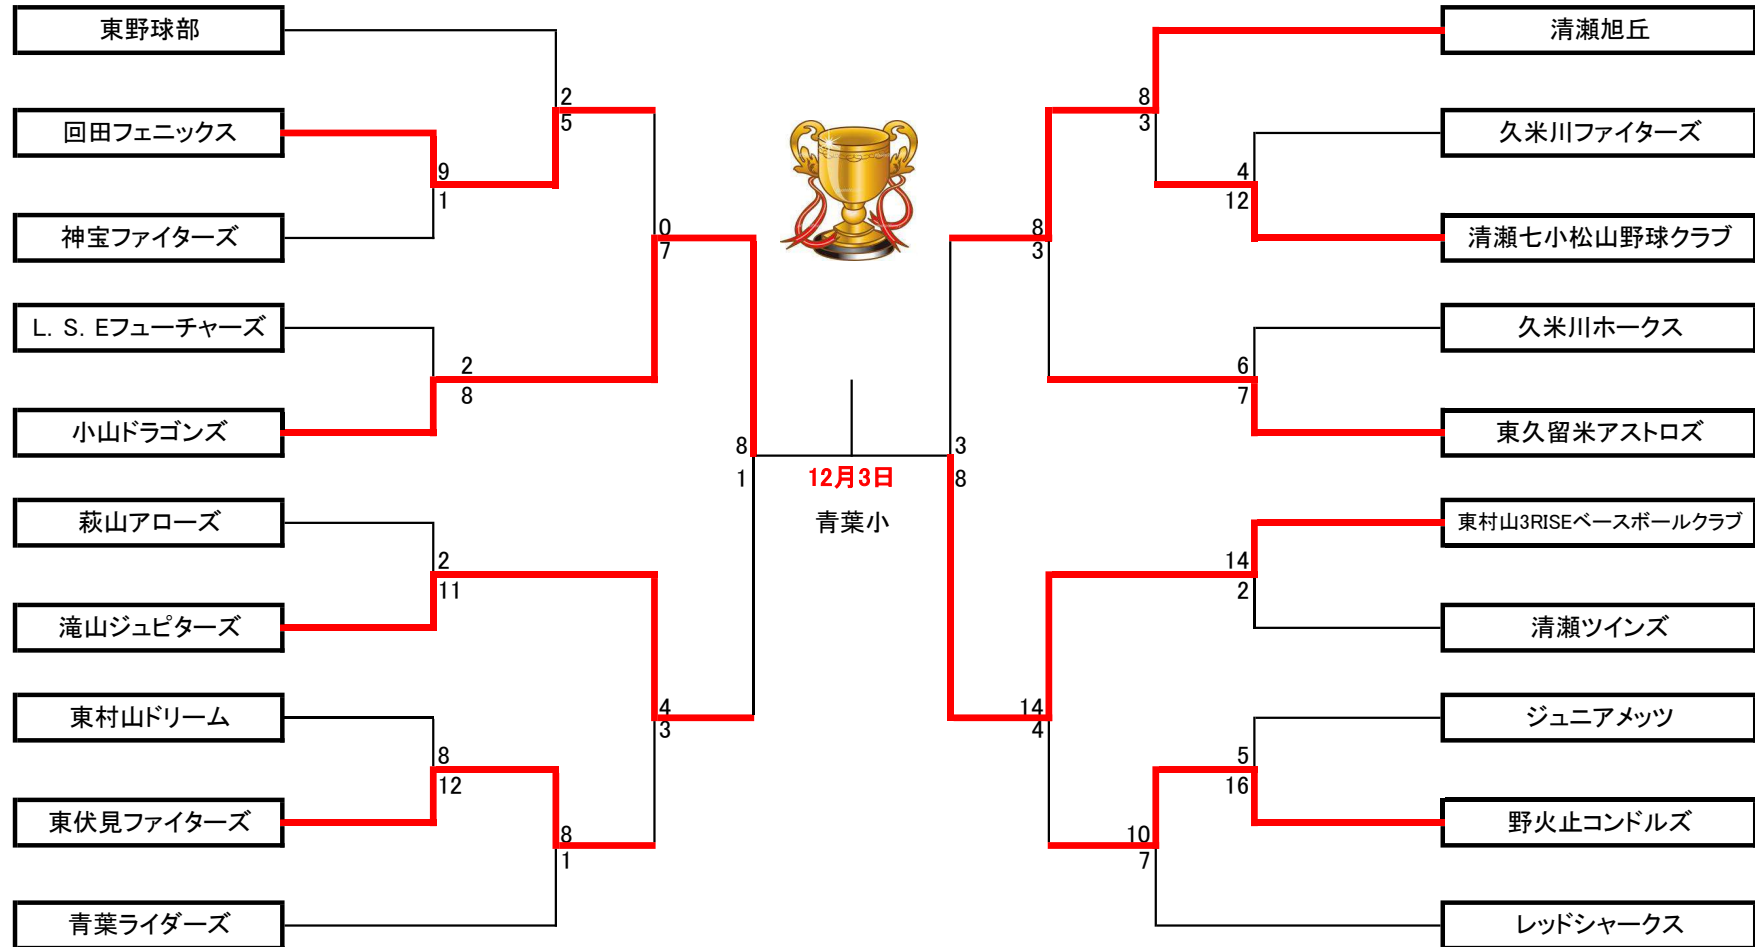 東野球部
回田フェニックス
神宝ファイターズ
L. S. Eフューチャーズ
小山ドラゴンズ
萩山アローズ
滝山ジュピターズ
東村山ドリーム
東伏見ファイターズ
青葉ライダーズ
2
5
9
1
0
7
2
8
8
1
2
11
4
3
8
12
8
1
12月3日
青葉小
8
3
4
12
8
3
6
7
3
8
14
2
14
4
5
16
10
7
清瀬旭丘
久米川ファイターズ
清瀬七小松山野球クラブ
久米川ホークス
東久留米アストロズ
東村山3RISEベースボールクラブ
清瀬ツインズ
ジュニアメッツ
野火止コンドルズ
レッドシャークス